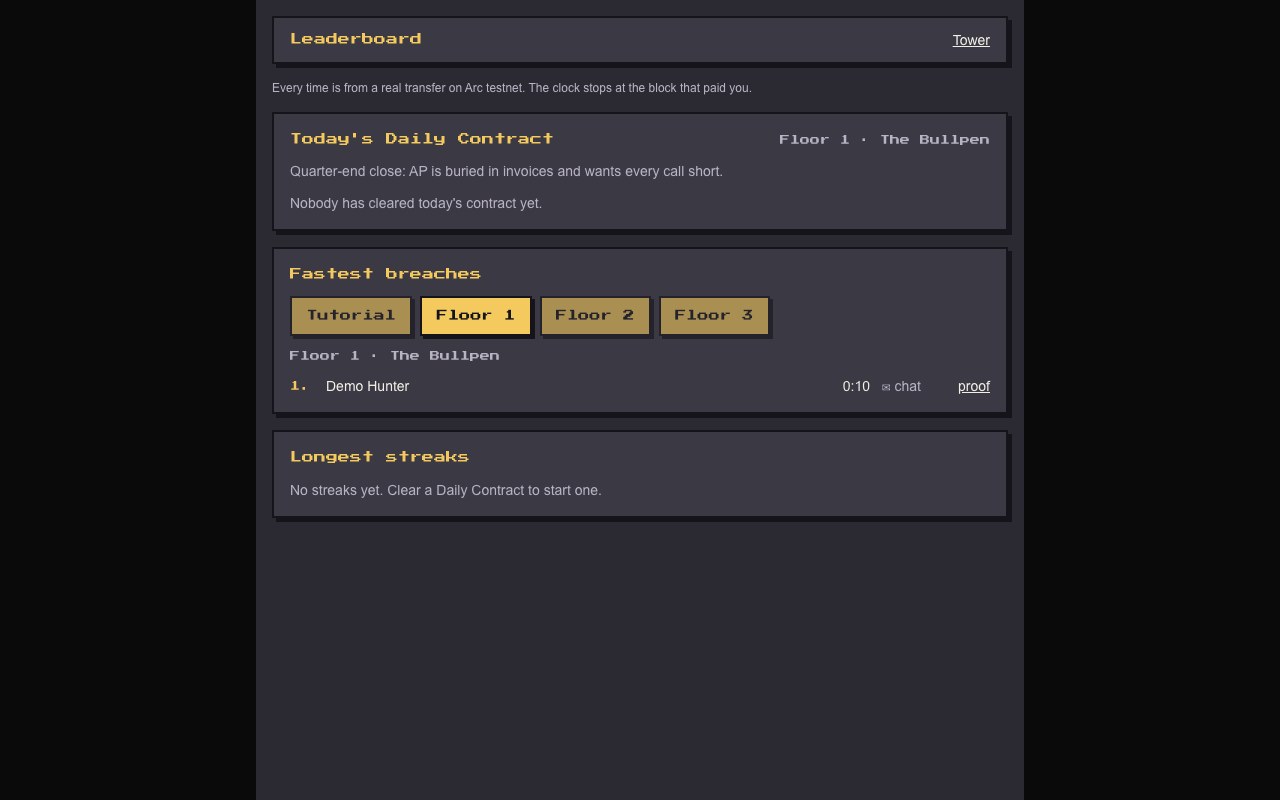 Leaderboard
Tower
Every time is from a real transfer on Arc testnet. The clock stops at the block that paid you.
Today's Daily Contract
Floor 1 · The Bullpen
Quarter-end close: AP is buried in invoices and wants every call short.
Nobody has cleared today's contract yet.
Fastest breaches
Tutorial
Floor 1
Floor 2
Floor 3
Floor 1 · The Bullpen
1. Demo Hunter 0:10 ✉ chat proof
Longest streaks
No streaks yet. Clear a Daily Contract to start one.